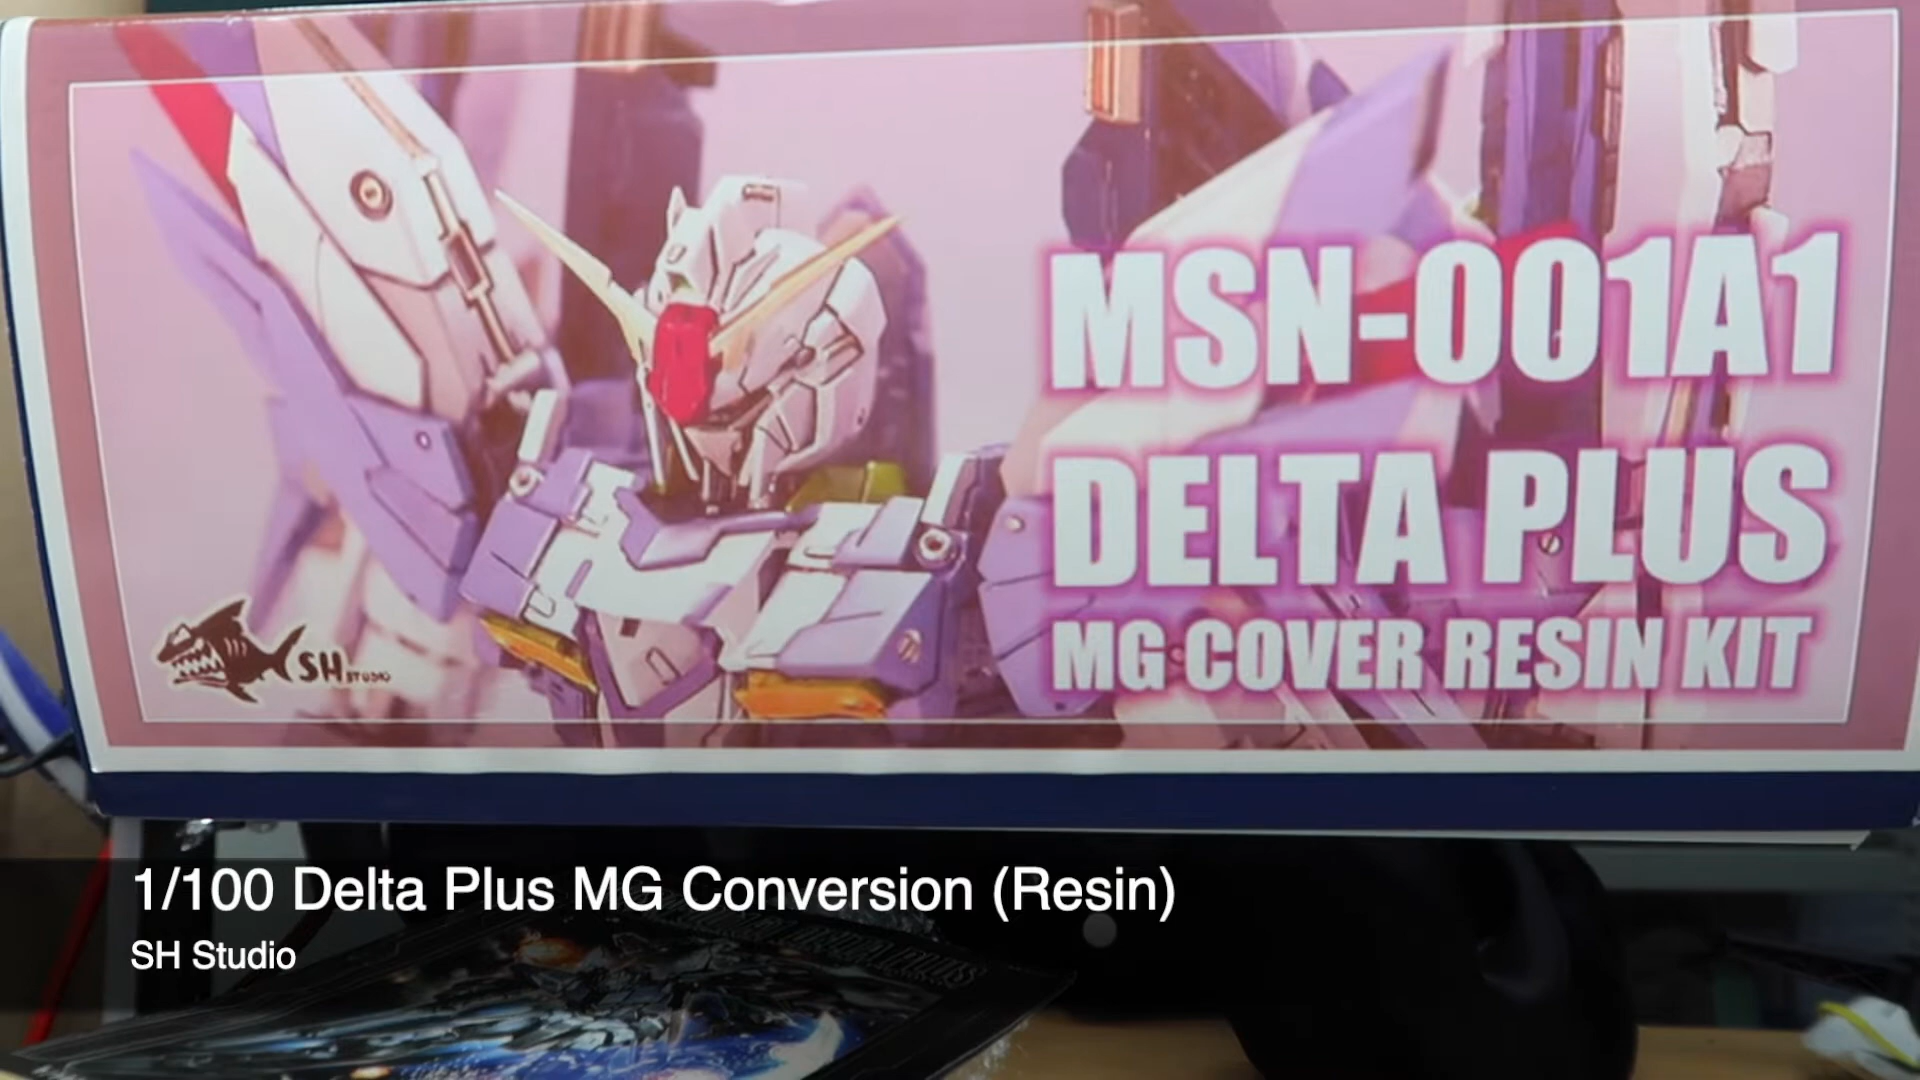 MSN-001A1
DELTA PLUS
MG COVER RESIN KIT
SH STUDIO
1/100 Delta Plus MG Conversion (Resin)
SH Studio